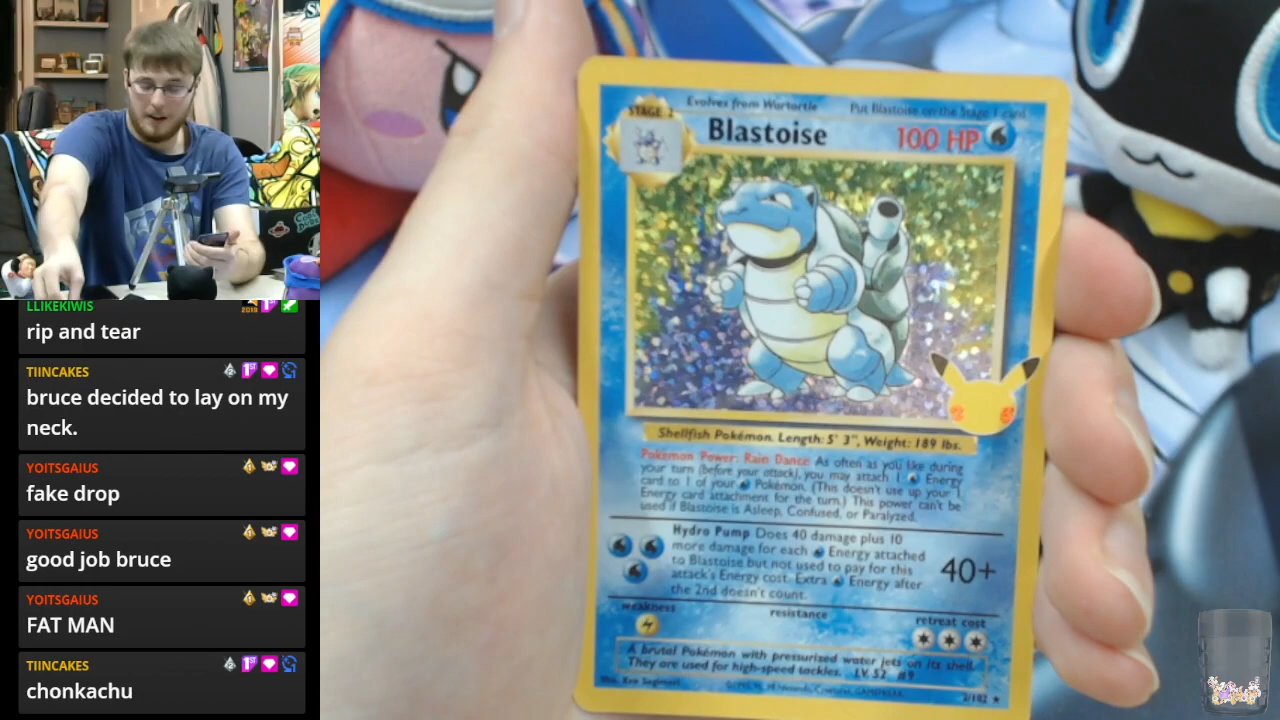 LLIKEKIWIS
rip and tear
TIINCAKES
bruce decided to lay on my
neck.
YOITSGAIUS
fake drop
YOITSGAIUS
good job bruce
YOITSGAIUS
FAT MAN
TIINCAKES
chonkachu
STAGE 2
Evolves from Wartortle
Put Blastoise on the Stage 1 card
Blastoise
100 HP
Shellfish Pokémon. Length: 5' 3", Weight: 189 lbs.
Pokémon Power: Rain Dance As often as you like during
your turn (before your attack), you may attach 1 Energy
card to 1 of your Pokémon. (This doesn't use up your 1
Energy card attachment for the turn.) This power can't be
used if Blastoise is Asleep, Confused, or Paralyzed.
Hydro Pump Does 40 damage plus 10
more damage for each Energy attached
to Blastoise but not used to pay for this
attack's Energy cost. Extra Energy after
the 2nd doesn't count.
40+
weakness
resistance
retreat cost
A brutal Pokémon with pressurized water jets on its shell.
They are used for high-speed tackles. LV. 52 #9
Illus. Ken Sugimori
2/102